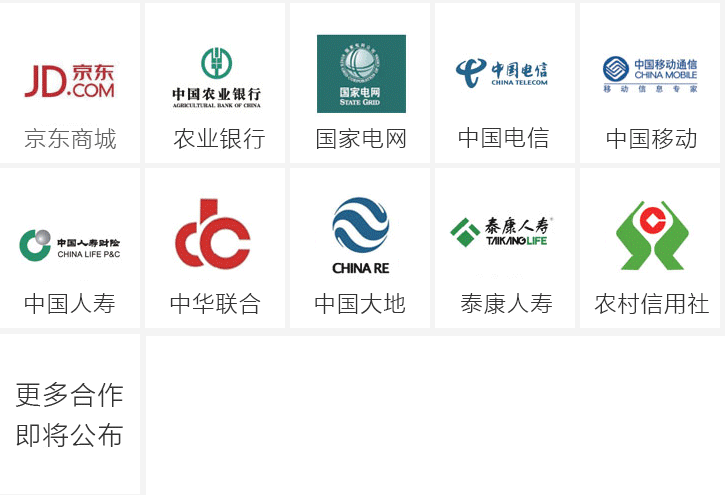 JD.京东
.COM
京东商城
中国农业银行
AGRICULTURAL BANK OF CHINA
农业银行
国家电网
STATE GRID
国家电网
中国电信
CHINA TELECOM
中国电信
中国移动通信
CHINA MOBILE
移动信息专家
中国移动
中国人寿财险
CHINA LIFE P&C
中国人寿
中华联合
CHINA RE
中国大地
泰康人寿
TAIKANG LIFE
泰康人寿
农村信用社
更多合作
即将公布